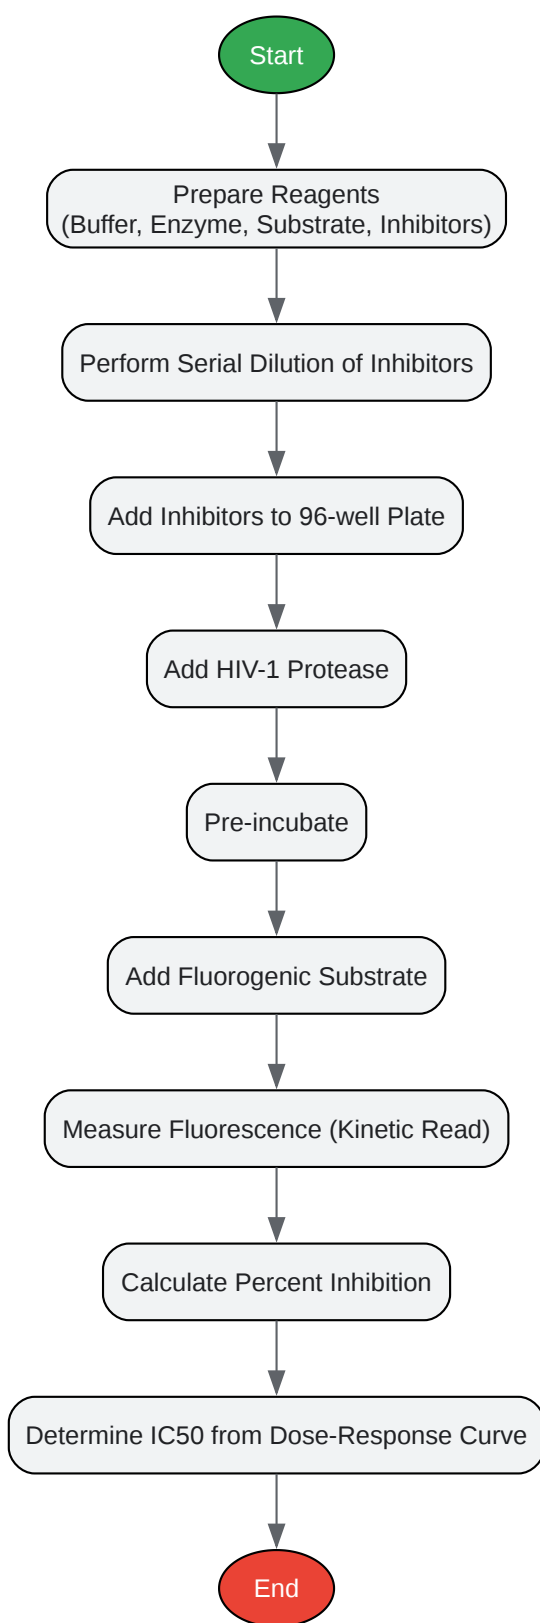 Start
Prepare Reagents
(Buffer, Enzyme, Substrate, Inhibitors)
Perform Serial Dilution of Inhibitors
Add Inhibitors to 96-well Plate
Add HIV-1 Protease
Pre-incubate
Add Fluorogenic Substrate
Measure Fluorescence (Kinetic Read)
Calculate Percent Inhibition
Determine IC50 from Dose-Response Curve
End